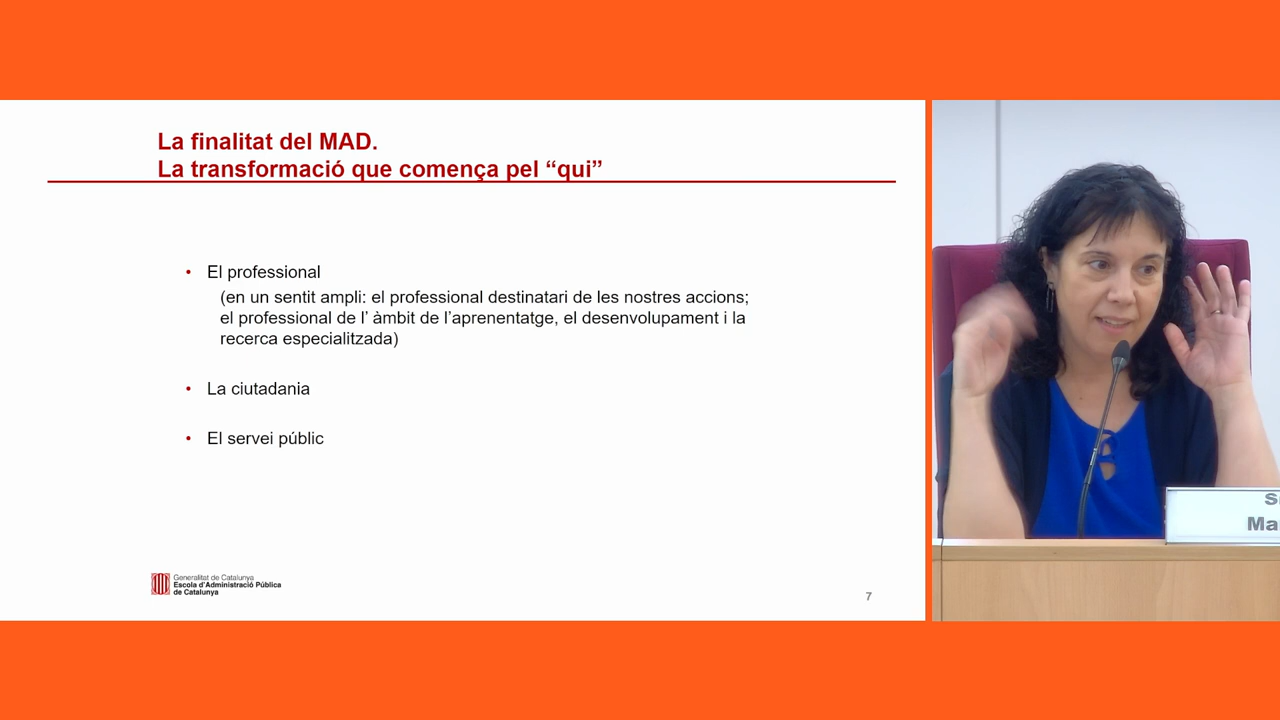 La finalitat del MAD.
La transformació que comença pel “qui”
• El professional
(en un sentit ampli: el professional destinatari de les nostres accions;
el professional de l’ àmbit de l’aprenentatge, el desenvolupament i la
recerca especialitzada)
• La ciutadania
• El servei públic
Generalitat de Catalunya
Escola d’Administració Pública
de Catalunya
7